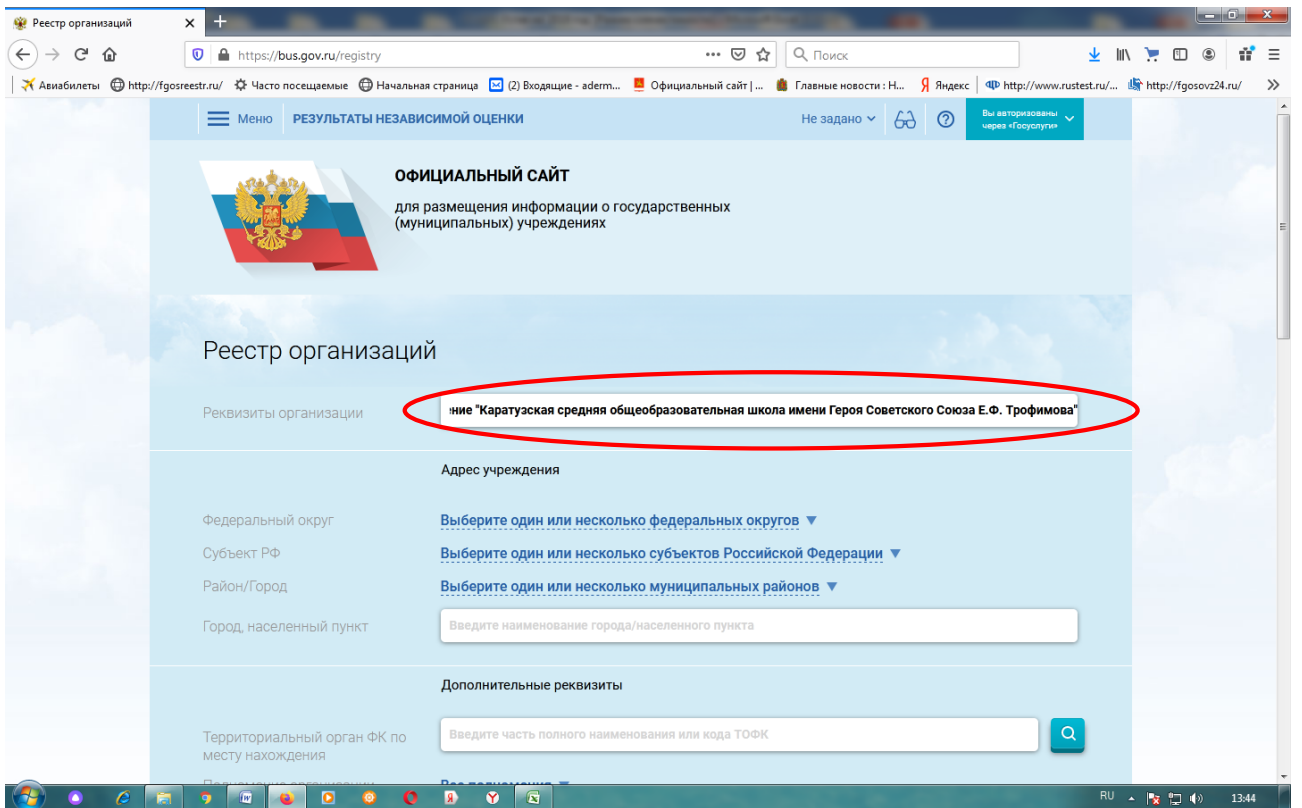 Реестр организаций
https://bus.gov.ru/registry
Поиск
Авиабилеты http://fgosreestr.ru/ Часто посещаемые Начальная страница (2) Входящие - aderm... Официальный сайт | ... Главные новости : Н... Яндекс http://www.rustest.ru/... http://fgosovz24.ru/
Меню РЕЗУЛЬТАТЫ НЕЗАВИСИМОЙ ОЦЕНКИ Не задано Вы авторизованы
через «Госуслуги»
ОФИЦИАЛЬНЫЙ САЙТ
для размещения информации о государственных
(муниципальных) учреждениях
Реестр организаций
Реквизиты организации ение "Каратузская средняя общеобразовательная школа имени Героя Советского Союза Е.Ф. Трофимова"
Адрес учреждения
Федеральный округ Выберите один или несколько федеральных округов
Субъект РФ Выберите один или несколько субъектов Российской Федерации
Район/Город Выберите один или несколько муниципальных районов
Город, населенный пункт Введите наименование города/населенного пункта
Дополнительные реквизиты
Территориальный орган ФК по
месту нахождения
Введите часть полного наименования или кода ТОФК
RU 13:44